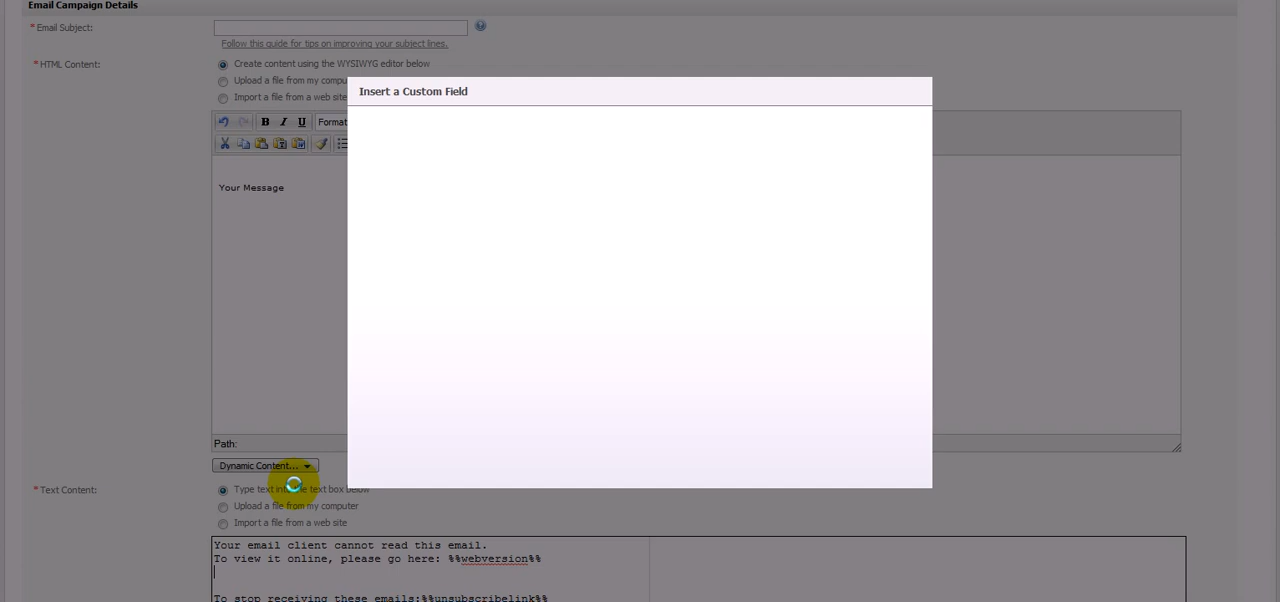 Email Campaign Details
* Email Subject:
Follow this guide for tips on improving your subject lines.
* HTML Content:
Create content using the WYSIWYG editor below
Upload a file from my compu
Import a file from a web site
Insert a Custom Field
B I U Format
Your Message
Path:
Dynamic Content...
* Text Content:
Type text into the text box below
Upload a file from my computer
Import a file from a web site
Your email client cannot read this email.
To view it online, please go here: %%webversion%%
To stop receiving these emails:%%unsubscribelink%%